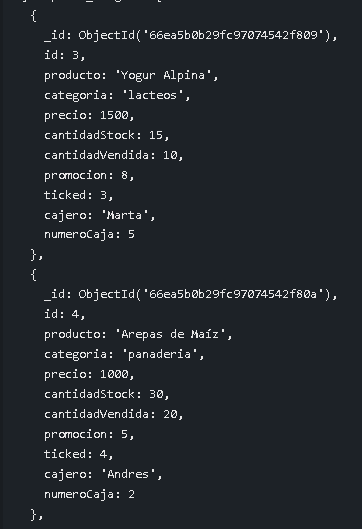 {
_id: ObjectId('66ea5b0b29fc97074542f809'),
id: 3,
producto: 'Yogur Alpina',
categoria: 'lacteos',
precio: 1500,
cantidadStock: 15,
cantidadVendida: 10,
promocion: 8,
ticked: 3,
cajero: 'Marta',
numeroCaja: 5
},
{
_id: ObjectId('66ea5b0b29fc97074542f80a'),
id: 4,
producto: 'Arepas de Maíz',
categoria: 'panaderia',
precio: 1000,
cantidadStock: 30,
cantidadVendida: 20,
promocion: 5,
ticked: 4,
cajero: 'Andres',
numeroCaja: 2
},